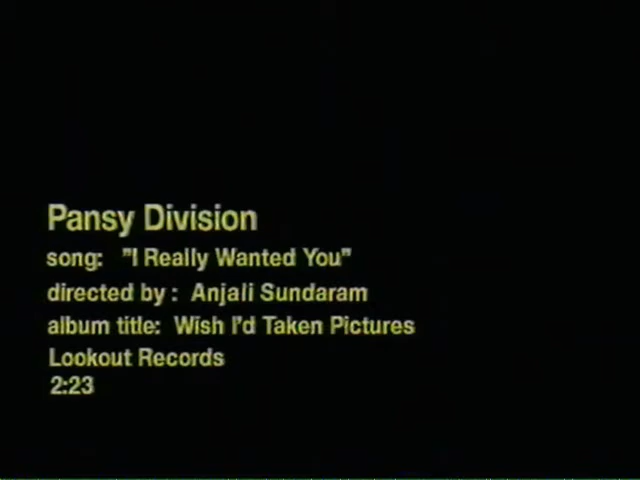 Pansy Division
song: "I Really Wanted You"
directed by : Anjali Sundaram
album title: Wish I'd Taken Pictures
Lookout Records
2:23